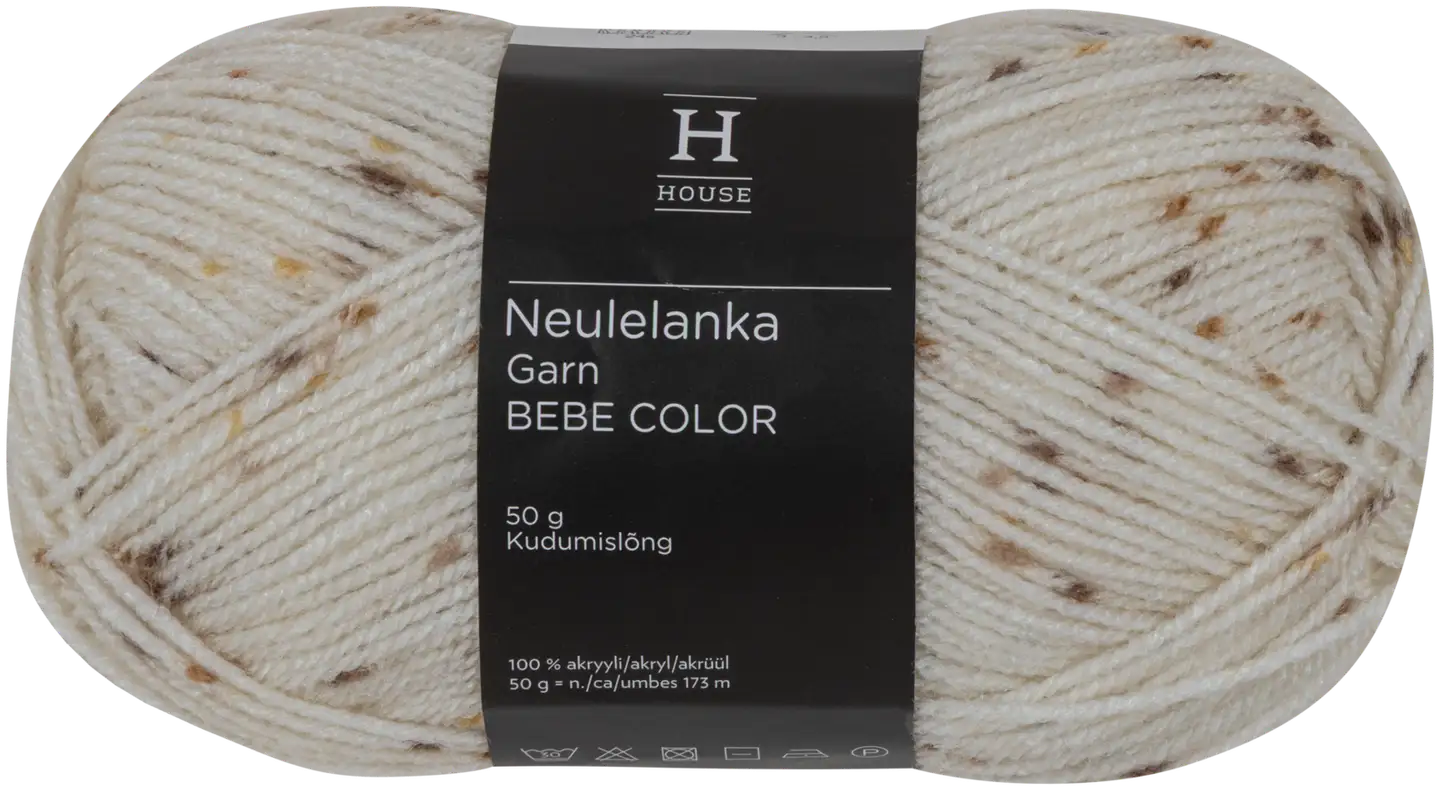 H
HOUSE
Neulelanka
Garn
BEBE COLOR
50 g
Kudumislõng
100 % akryyli/akryl/akrüül
50 g = n./ca/umbes 173 m
P